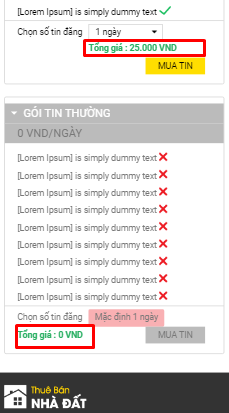 [Lorem Ipsum] is simply dummy text
Chọn số tin đăng 1 ngày
Tổng giá : 25.000 VND
MUA TIN
GÓI TIN THƯỜNG
0 VND/NGÀY
[Lorem Ipsum] is simply dummy text
[Lorem Ipsum] is simply dummy text
[Lorem Ipsum] is simply dummy text
[Lorem Ipsum] is simply dummy text
[Lorem Ipsum] is simply dummy text
[Lorem Ipsum] is simply dummy text
[Lorem Ipsum] is simply dummy text
[Lorem Ipsum] is simply dummy text
[Lorem Ipsum] is simply dummy text
Chọn số tin đăng Mặc định 1 ngày
Tổng giá : 0 VND MUA TIN
Thuê Bán
NHÀ ĐẤT